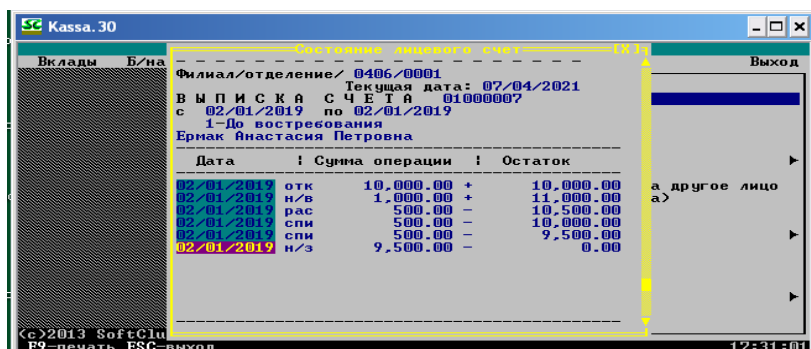 Kassa.30
Состояние лицевого счет [X]
Вклады Б/на Выход
Филиал/отделение/ 0406/0001
Текущая дата: 07/04/2021
В Ы П И С К А С Ч Е Т А 01000007
с 02/01/2019 по 02/01/2019
1-До востребования
Ермак Анастасия Петровна
Дата ¦ Сумма операции ¦ Остаток
02/01/2019 отк 10,000.00 + 10,000.00
а другое лицо
02/01/2019 н/в 1,000.00 + 11,000.00
а)
02/01/2019 рас 500.00 - 10,500.00
02/01/2019 спи 500.00 - 10,000.00
02/01/2019 спи 500.00 - 9,500.00
02/01/2019 н/з 9,500.00 - 0.00
(c)2013 SoftClu
F9-печать ESC-выход 17:31:01